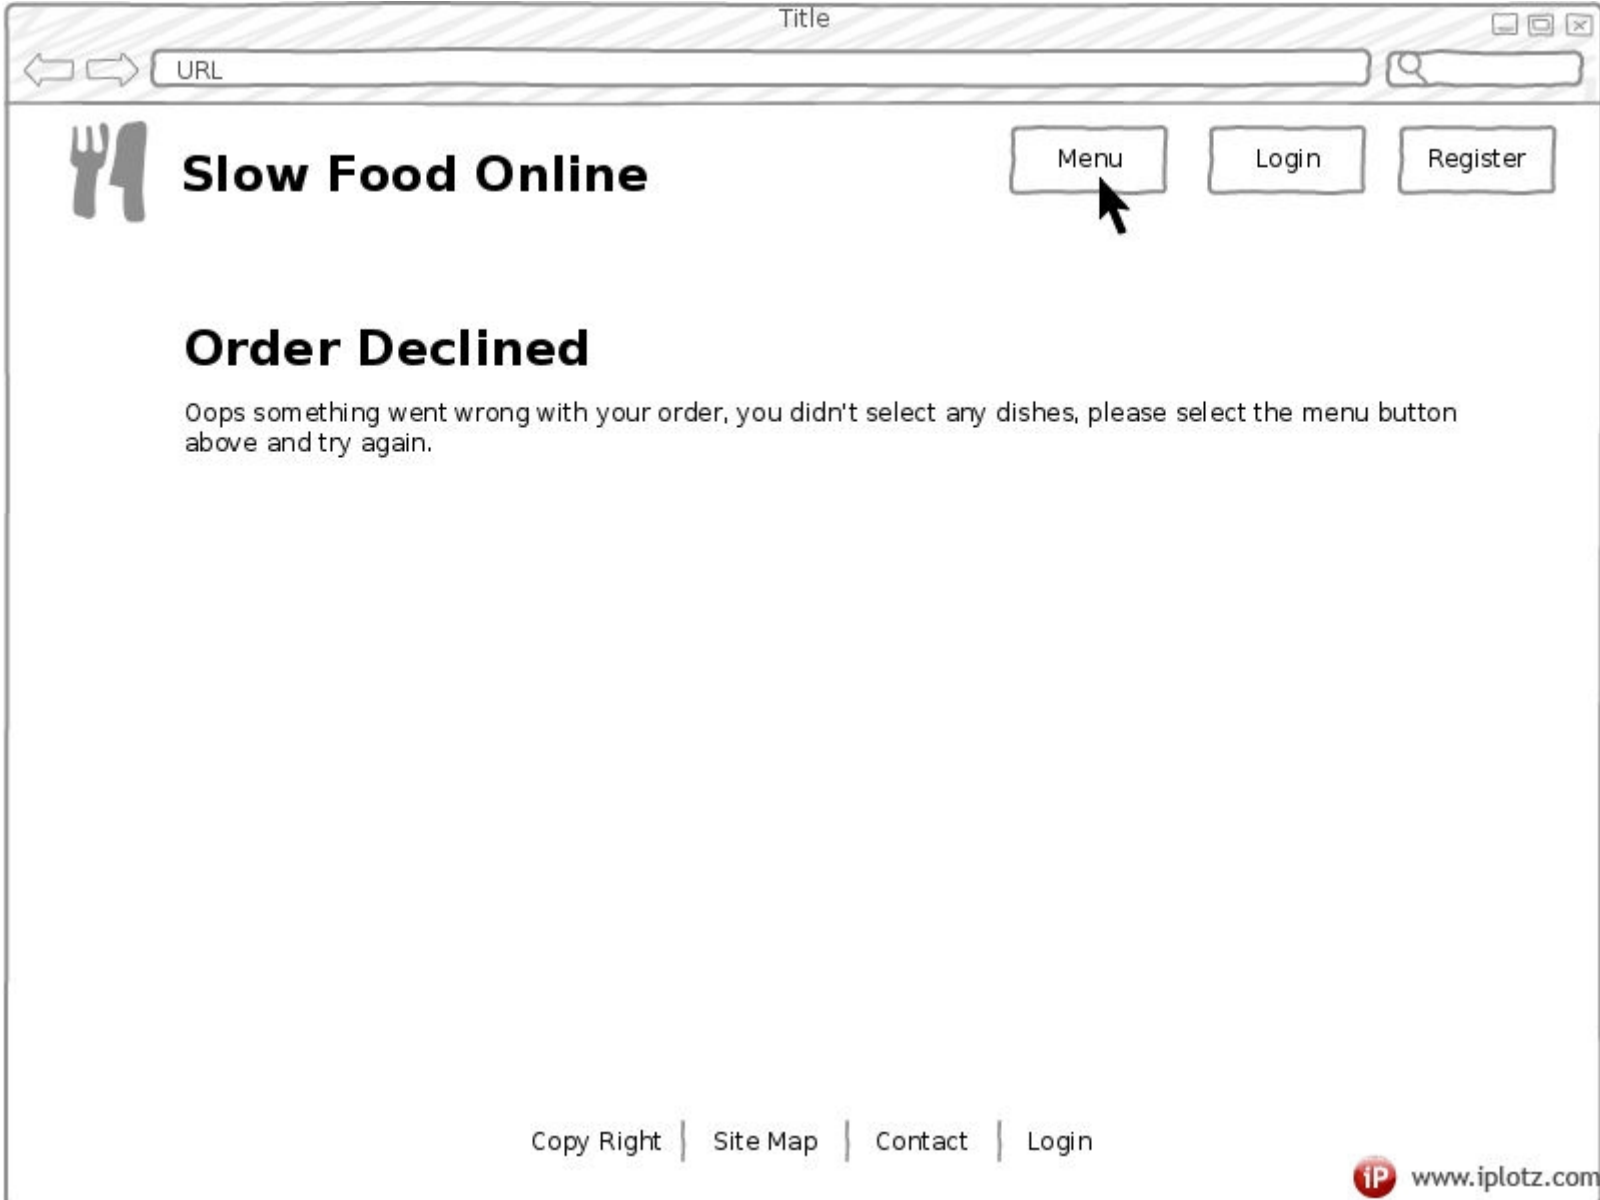 Title
URL
Slow Food Online
Menu
Login
Register
Order Declined
Oops something went wrong with your order, you didn't select any dishes, please select the menu button
above and try again.
Copy Right
Site Map
Contact
Login
iP www.iplotz.com